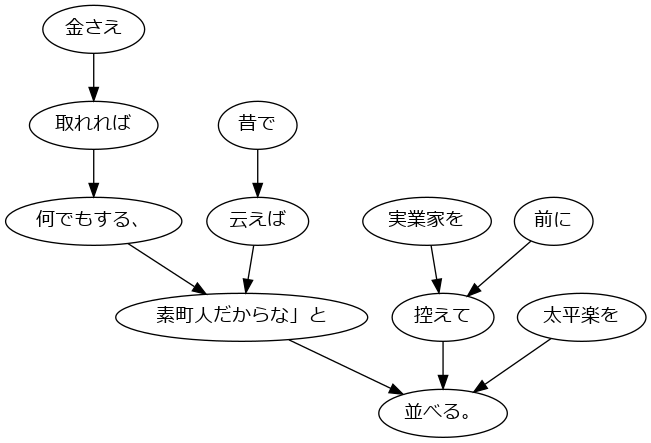 金さえ
取れれば
昔で
何でもする、
云えば
実業家を
前に
素町人だからな」と
控えて
太平楽を
並べる。